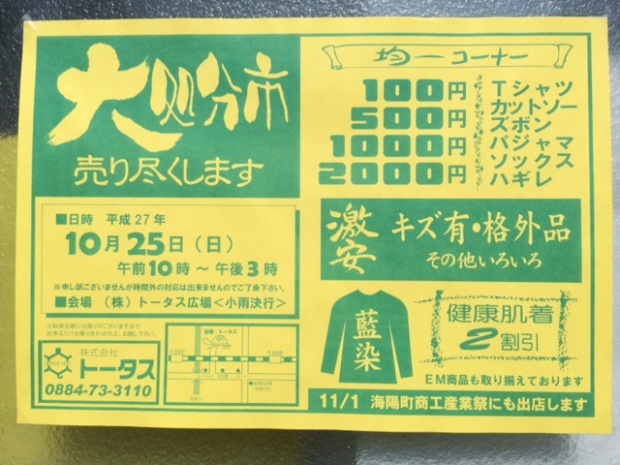 大処分市
売り尽くします
■日時 平成27年
10月25日(日)
午前10時～午後3時
※申し訳ございませんが時間外の対応は出来ませんのでご了承下さい。
■会場 (株)トータス広場<小雨決行>
株式会社
トータス
0884-73-3110
会場・トータス
均一コーナー
100円 Tシャツ
500円 カットソー
ズボン
1000円 パジャマ
2000円 ソックス
ハギレ
激安
キズ有・格外品
その他いろいろ
藍染
健康肌着
2割引
EM商品も取り揃えております
11/1 海陽町商工産業祭にも出店します